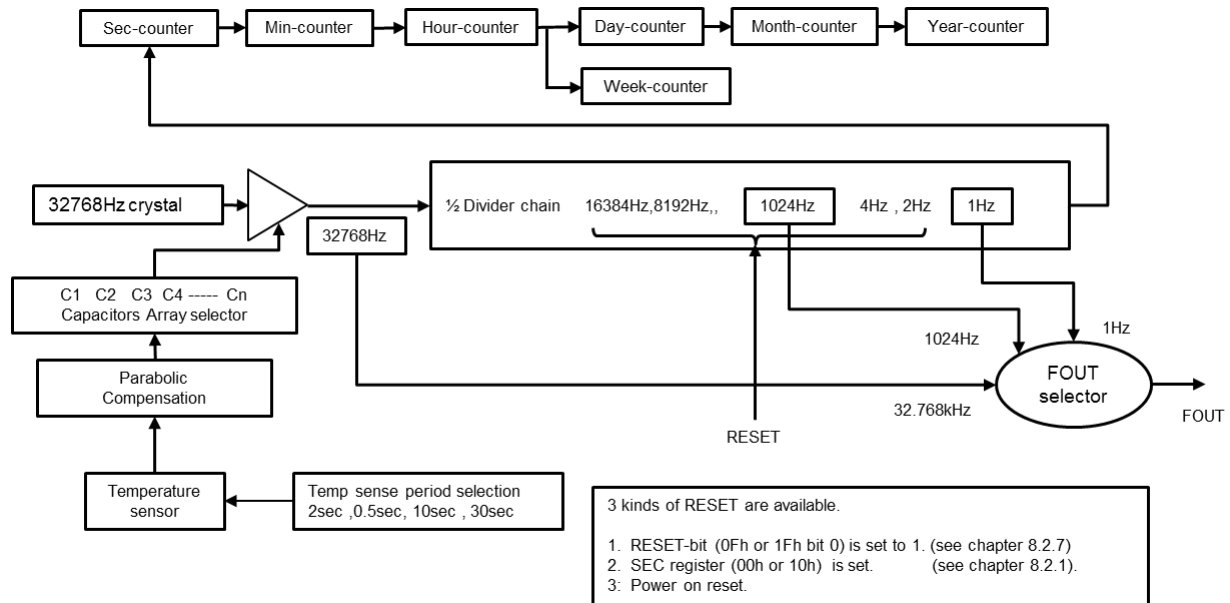 Sec-counter
Min-counter
Hour-counter
Day-counter
Month-counter
Year-counter
Week-counter
32768Hz crystal
32768Hz
½ Divider chain 16384Hz,8192Hz,, 1024Hz 4Hz , 2Hz 1Hz
C1 C2 C3 C4 ----- Cn
Capacitors Array selector
Parabolic
Compensation
Temperature
sensor
Temp sense period selection
2sec ,0.5sec, 10sec , 30sec
RESET
1024Hz
1Hz
32.768kHz
FOUT
selector
FOUT
3 kinds of RESET are available.
1. RESET-bit (0Fh or 1Fh bit 0) is set to 1. (see chapter 8.2.7)
2. SEC register (00h or 10h) is set. (see chapter 8.2.1).
3: Power on reset.